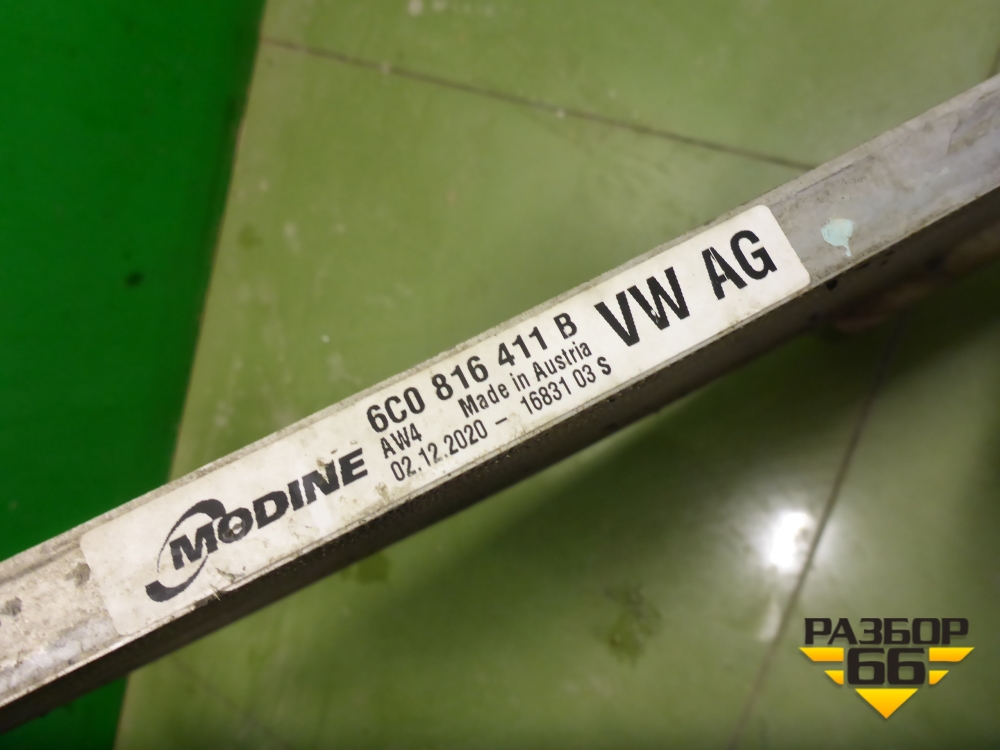 MODINE
6C0 816 411 B
AW4 Made in Austria
02.12.2020 - 16831 03 S
VW AG
РАЗБОР
66